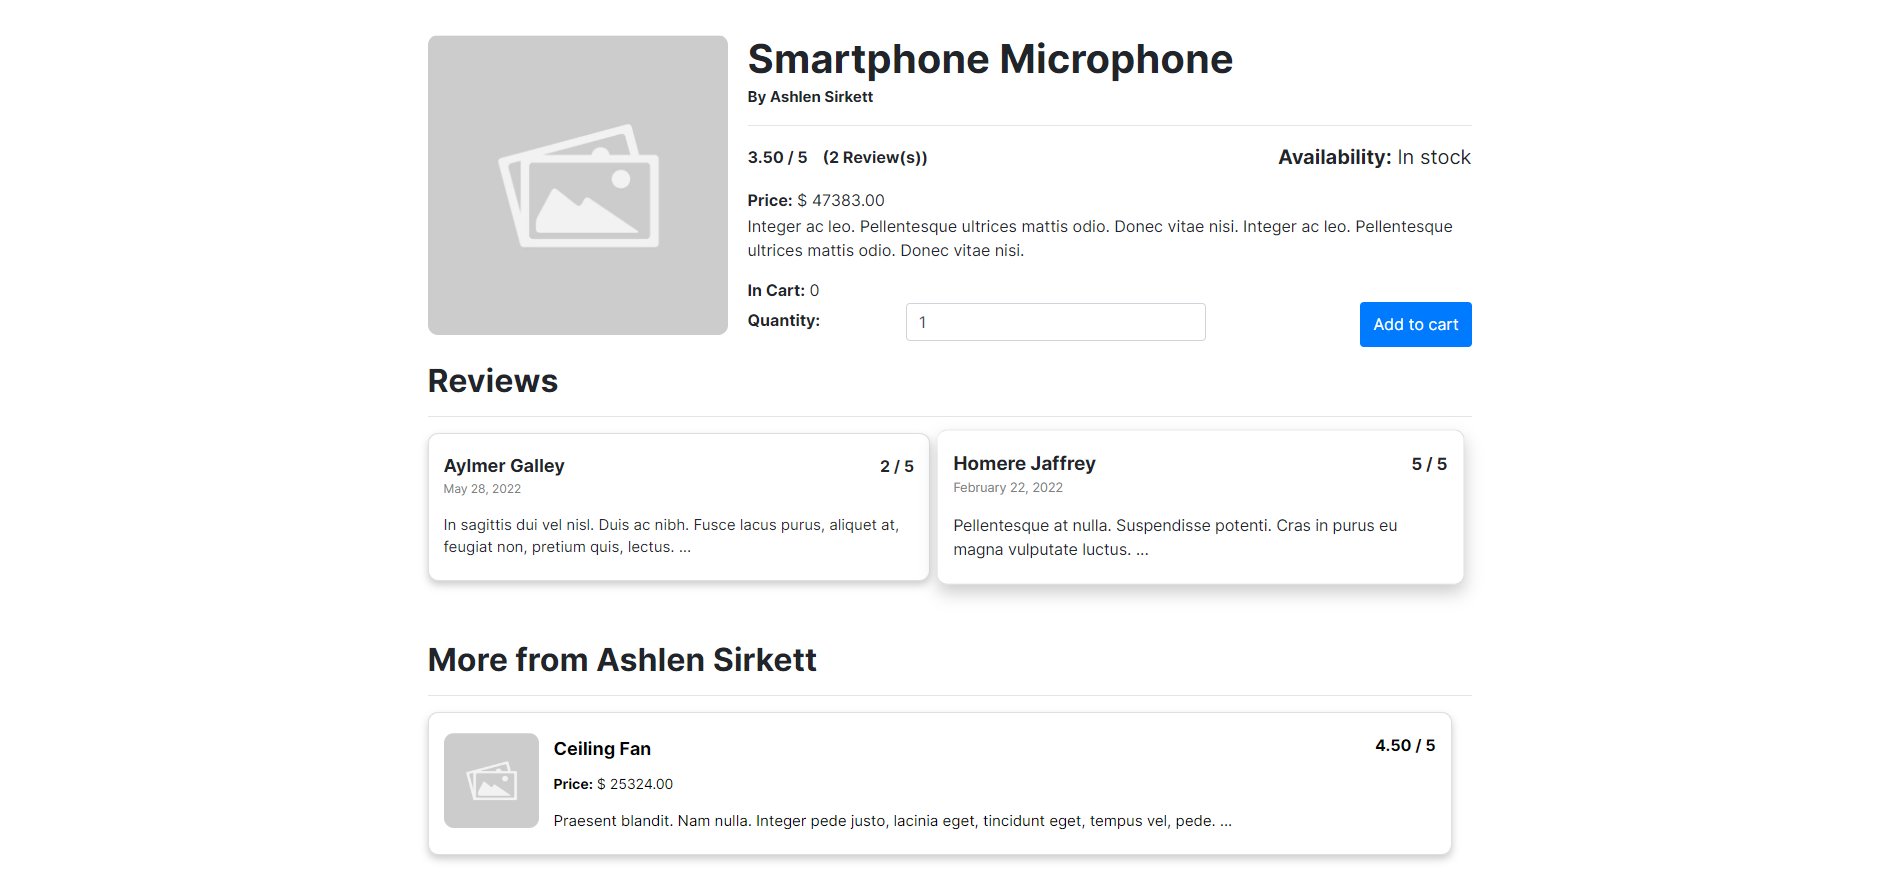 Smartphone Microphone
By Ashlen Sirkett
3.50 / 5 (2 Review(s))
Availability: In stock
Price: $ 47383.00
Integer ac leo. Pellentesque ultrices mattis odio. Donec vitae nisi. Integer ac leo. Pellentesque
ultrices mattis odio. Donec vitae nisi.
In Cart: 0
Quantity:
1
Add to cart
Reviews
Aylmer Galley
2 / 5
May 28, 2022
In sagittis dui vel nisl. Duis ac nibh. Fusce lacus purus, aliquet at,
feugiat non, pretium quis, lectus. ...
Homere Jaffrey
5 / 5
February 22, 2022
Pellentesque at nulla. Suspendisse potenti. Cras in purus eu
magna vulputate luctus. ...
More from Ashlen Sirkett
Ceiling Fan
4.50 / 5
Price: $ 25324.00
Praesent blandit. Nam nulla. Integer pede justo, lacinia eget, tincidunt eget, tempus vel, pede. ...